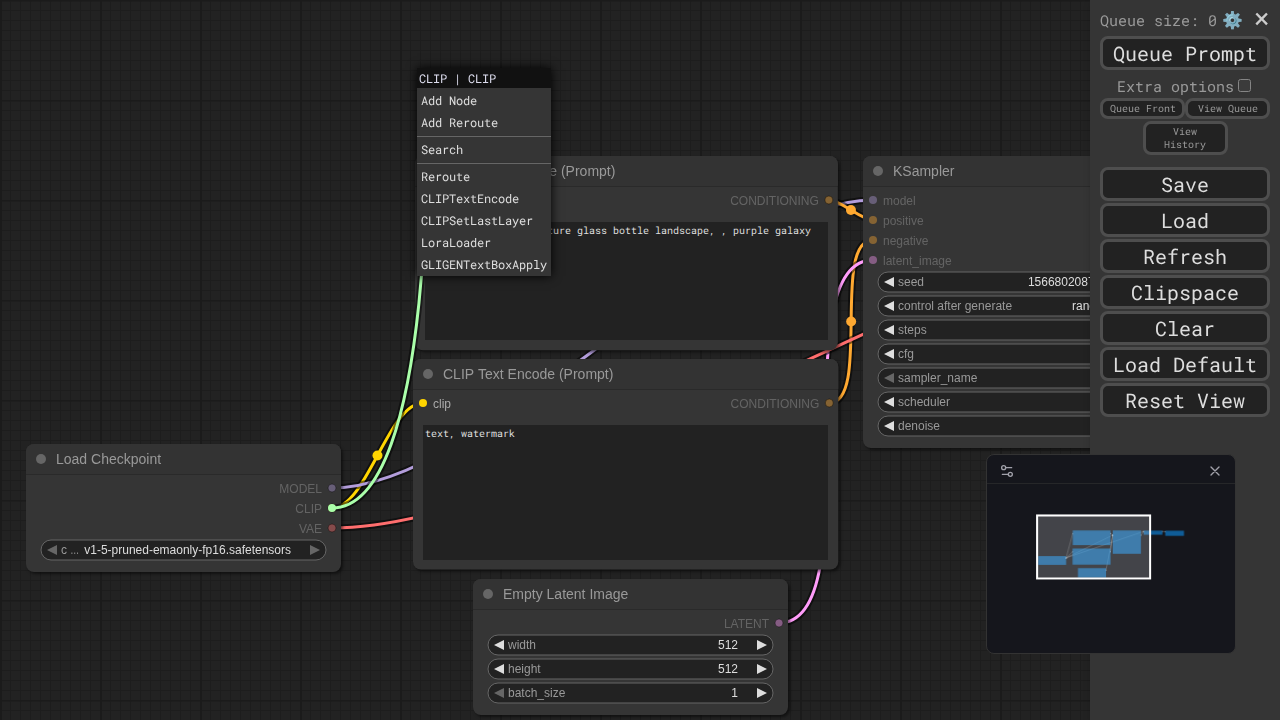 CLIP | CLIP
Add Node
Add Reroute
Search
Reroute
CLIPTextEncode
CLIPSetLastLayer
LoraLoader
GLIGENTextBoxApply
e (Prompt)
CONDITIONING
ture glass bottle landscape, , purple galaxy
CLIP Text Encode (Prompt)
clip
CONDITIONING
text, watermark
Load Checkpoint
MODEL
CLIP
VAE
c ... v1-5-pruned-emaonly-fp16.safetensors
Empty Latent Image
LATENT
width 512
height 512
batch_size 1
KSampler
model
positive
negative
latent_image
seed 1566802087
control after generate ran
steps
cfg
sampler_name
scheduler
denoise
Queue size: 0
Queue Prompt
Extra options
Queue Front
View Queue
View
History
Save
Load
Refresh
Clipspace
Clear
Load Default
Reset View